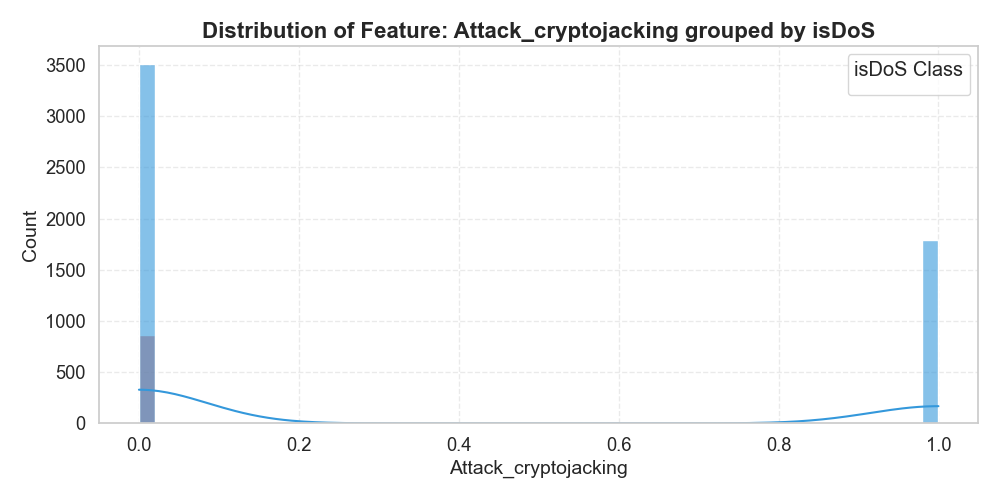 Distribution of Feature: Attack_cryptojacking grouped by isDoS
isDoS Class
3500
3000
2500
2000
1500
1000
500
0
Count
0.0 0.2 0.4 0.6 0.8 1.0
Attack_cryptojacking